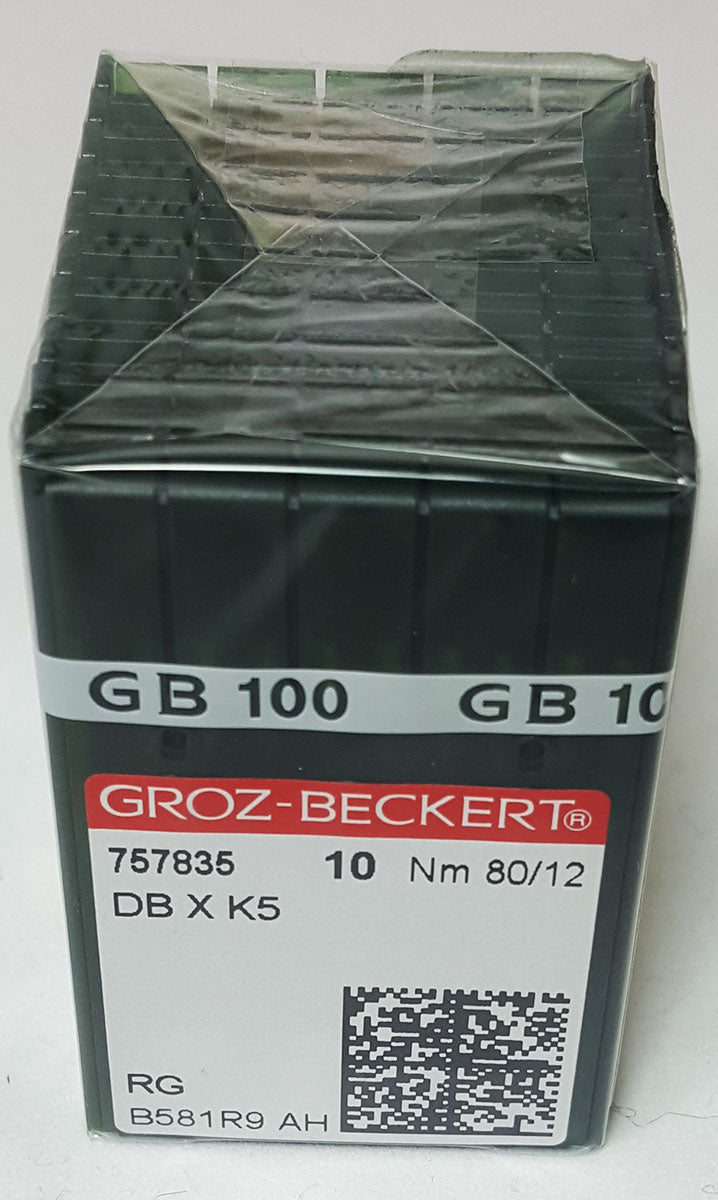 GB 100 GB 10
GROZ-BECKERT®
757835 10 Nm 80/12
DB X K5
RG
B581R9 AH